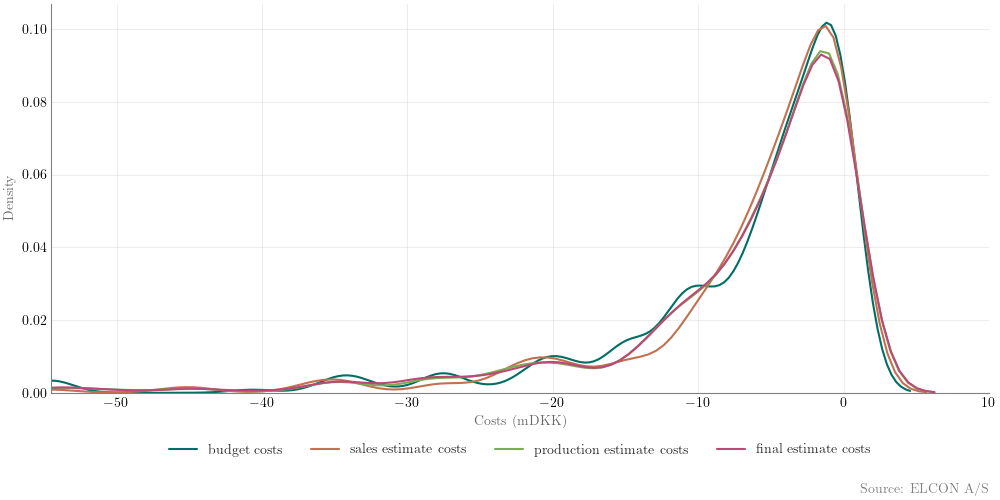 0.10
0.08
0.06
0.04
0.02
0.00
Density
−50
−40
−30
−20
−10
0
10
Costs (mDKK)
budget costs
sales estimate costs
production estimate costs
final estimate costs
Source: ELCON A/S